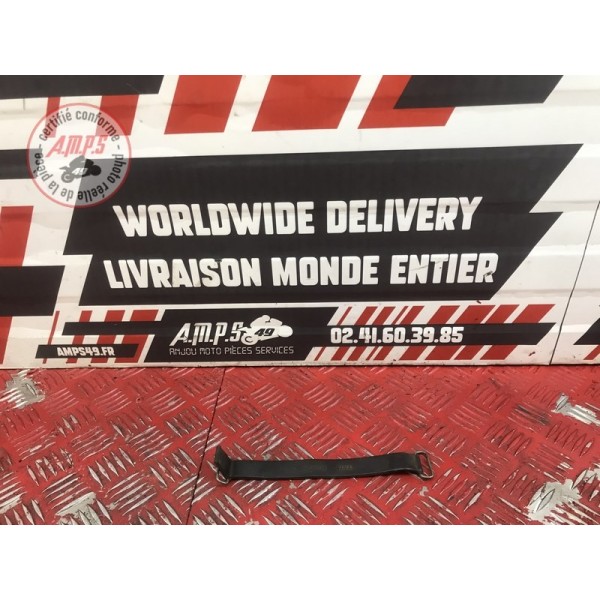 certifié conforme
A.M.P.S
photo réelle de la pièce
WORLDWIDE DELIVERY
LIVRAISON MONDE ENTIER
A.M.P.S 49
ANJOU MOTO PIÈCES SERVICES
02.41.60.39.85
AMPS49.FR